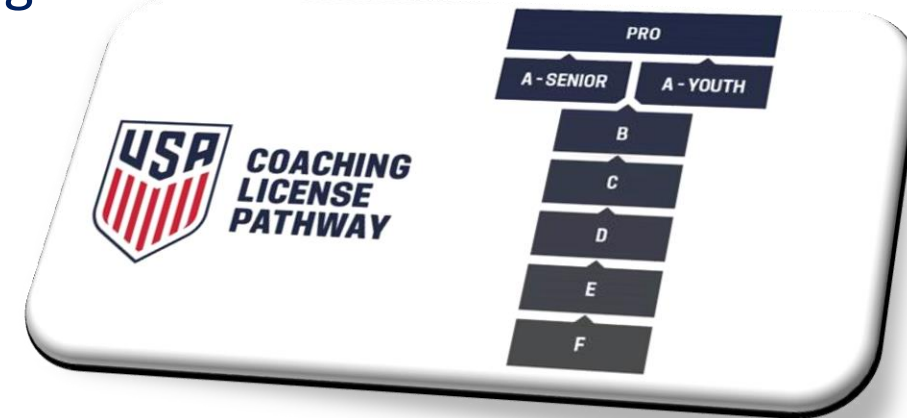 g
USA
COACHING
LICENSE
PATHWAY
PRO
A - SENIOR
A - YOUTH
B
C
D
E
F